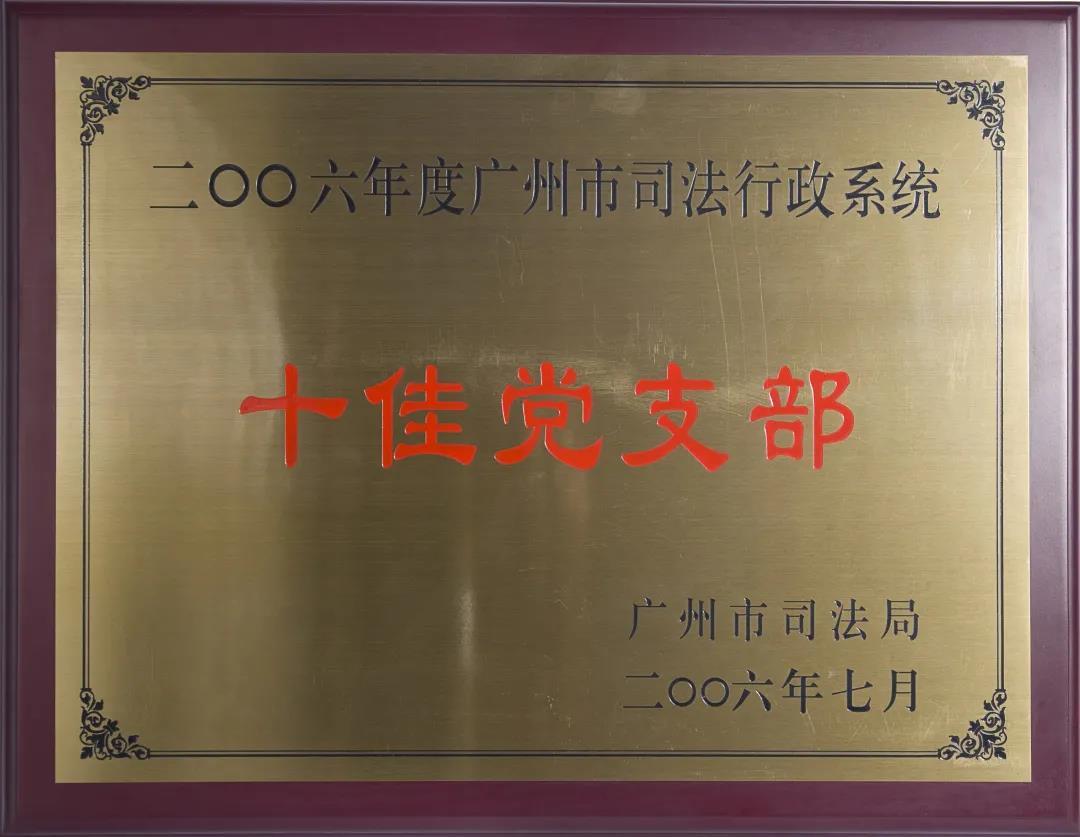 二〇〇六年度广州市司法行政系统
十佳党支部
广州市司法局
二〇〇六年七月